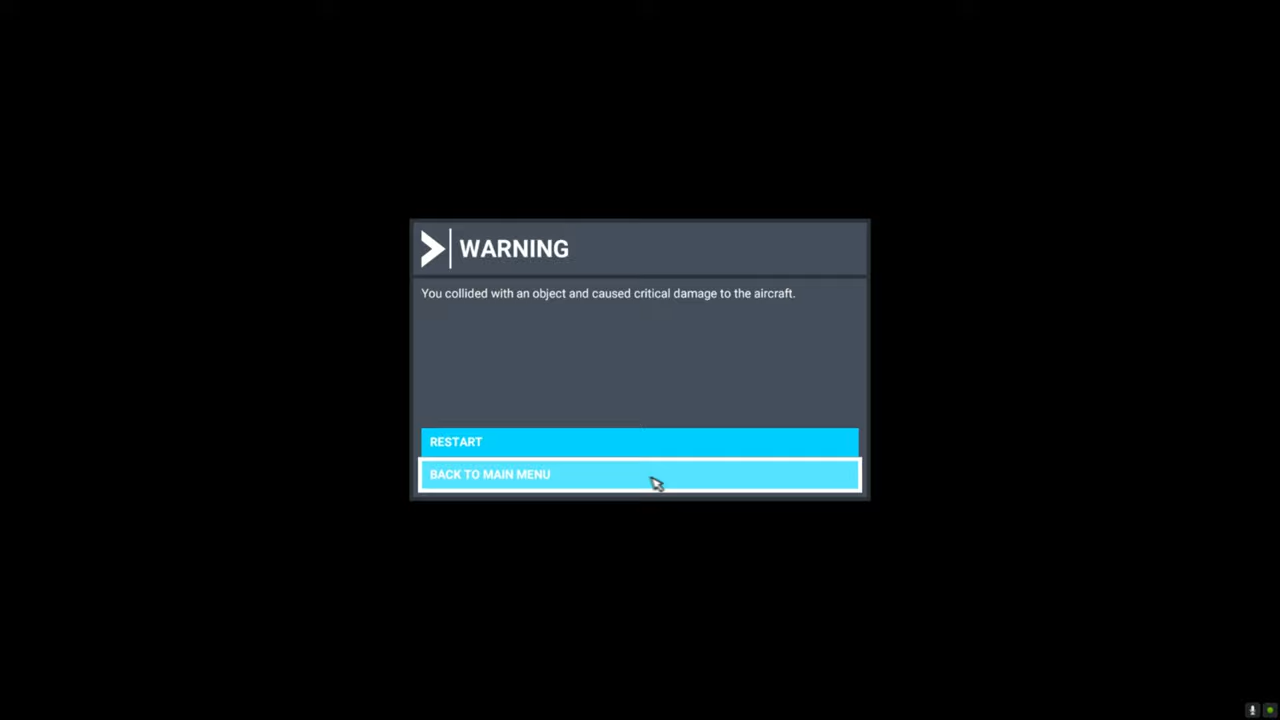 WARNING
You collided with an object and caused critical damage to the aircraft.
RESTART
BACK TO MAIN MENU